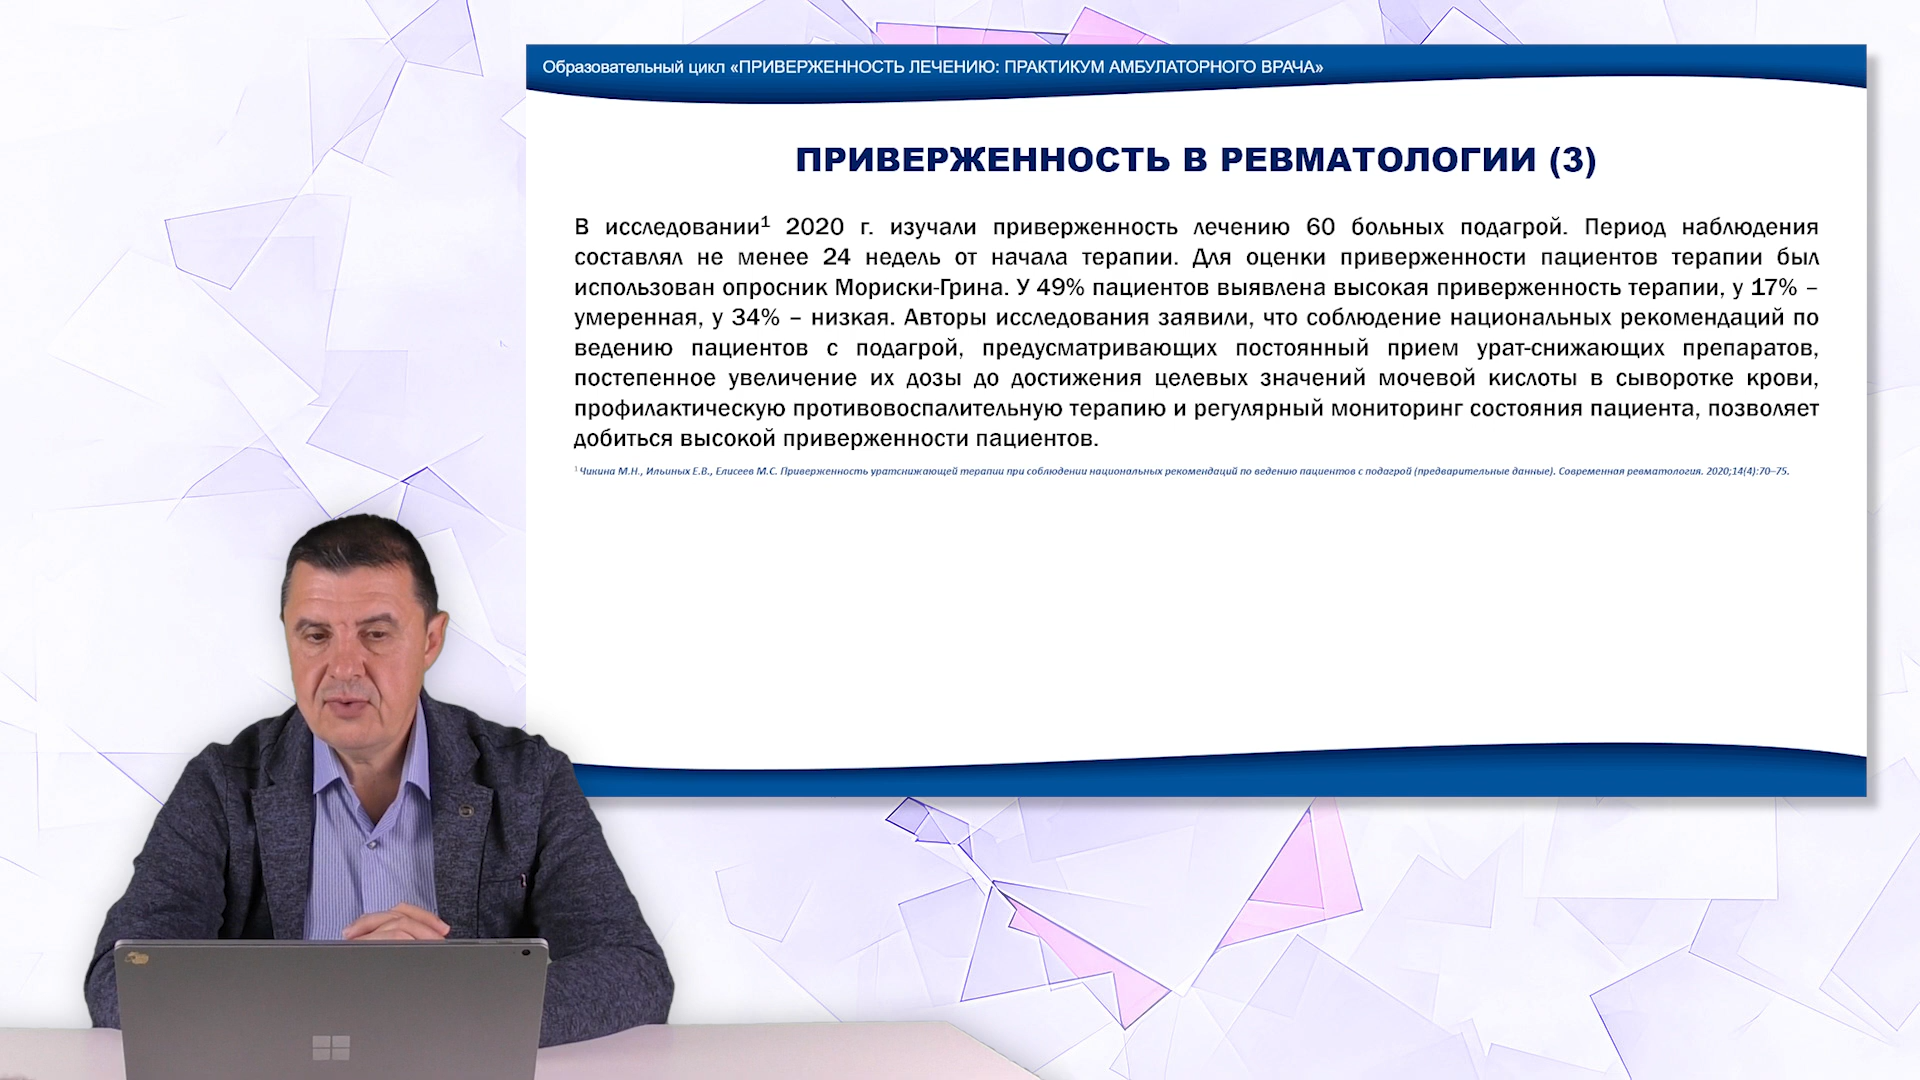 Образовательный цикл «ПРИВЕРЖЕННОСТЬ ЛЕЧЕНИЮ: ПРАКТИКУМ АМБУЛАТОРНОГО ВРАЧА»
ПРИВЕРЖЕННОСТЬ В РЕВМАТОЛОГИИ (3)
В исследовании¹ 2020 г. изучали приверженность лечению 60 больных подагрой. Период наблюдения
составлял не менее 24 недель от начала терапии. Для оценки приверженности пациентов терапии был
использован опросник Мориски-Грина. У 49% пациентов выявлена высокая приверженность терапии, у 17% –
умеренная, у 34% – низкая. Авторы исследования заявили, что соблюдение национальных рекомендаций по
ведению пациентов с подагрой, предусматривающих постоянный прием урат-снижающих препаратов,
постепенное увеличение их дозы до достижения целевых значений мочевой кислоты в сыворотке крови,
профилактическую противовоспалительную терапию и регулярный мониторинг состояния пациента, позволяет
добиться высокой приверженности пациентов.
¹ Чикина М.Н., Ильиных Е.В., Елисеев М.С. Приверженность уратснижающей терапии при соблюдении национальных рекомендаций по ведению пациентов с подагрой (предварительные данные). Современная ревматология. 2020;14(4):70–75.